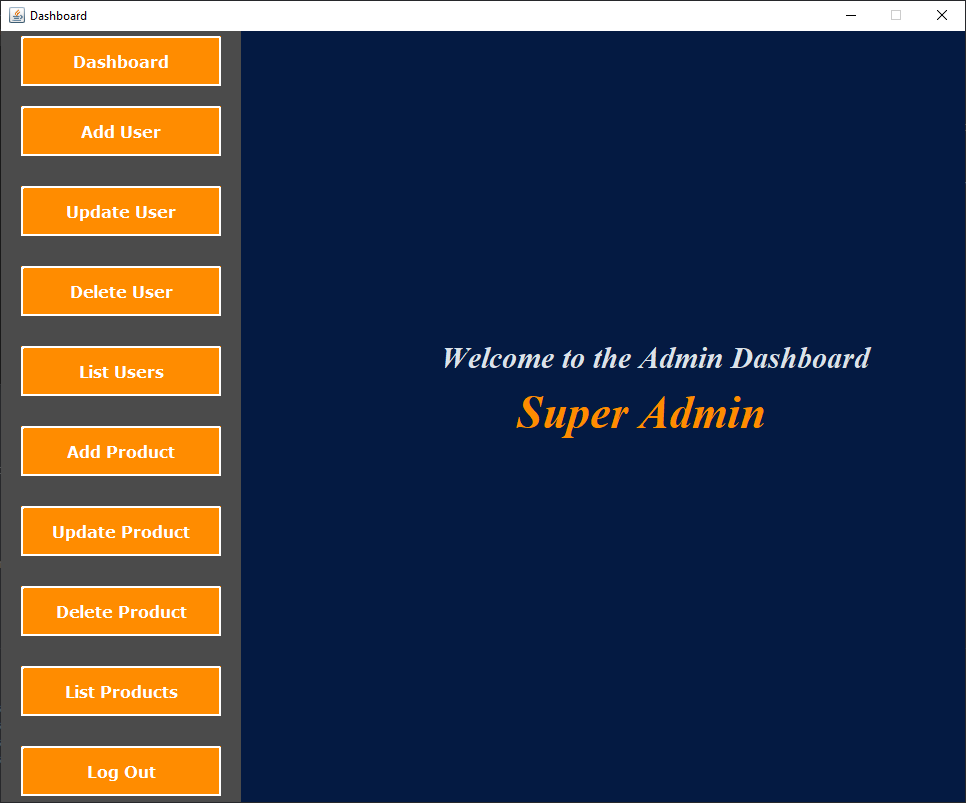 Dashboard
Dashboard
Add User
Update User
Delete User
List Users
Add Product
Update Product
Delete Product
List Products
Log Out
Welcome to the Admin Dashboard
Super Admin